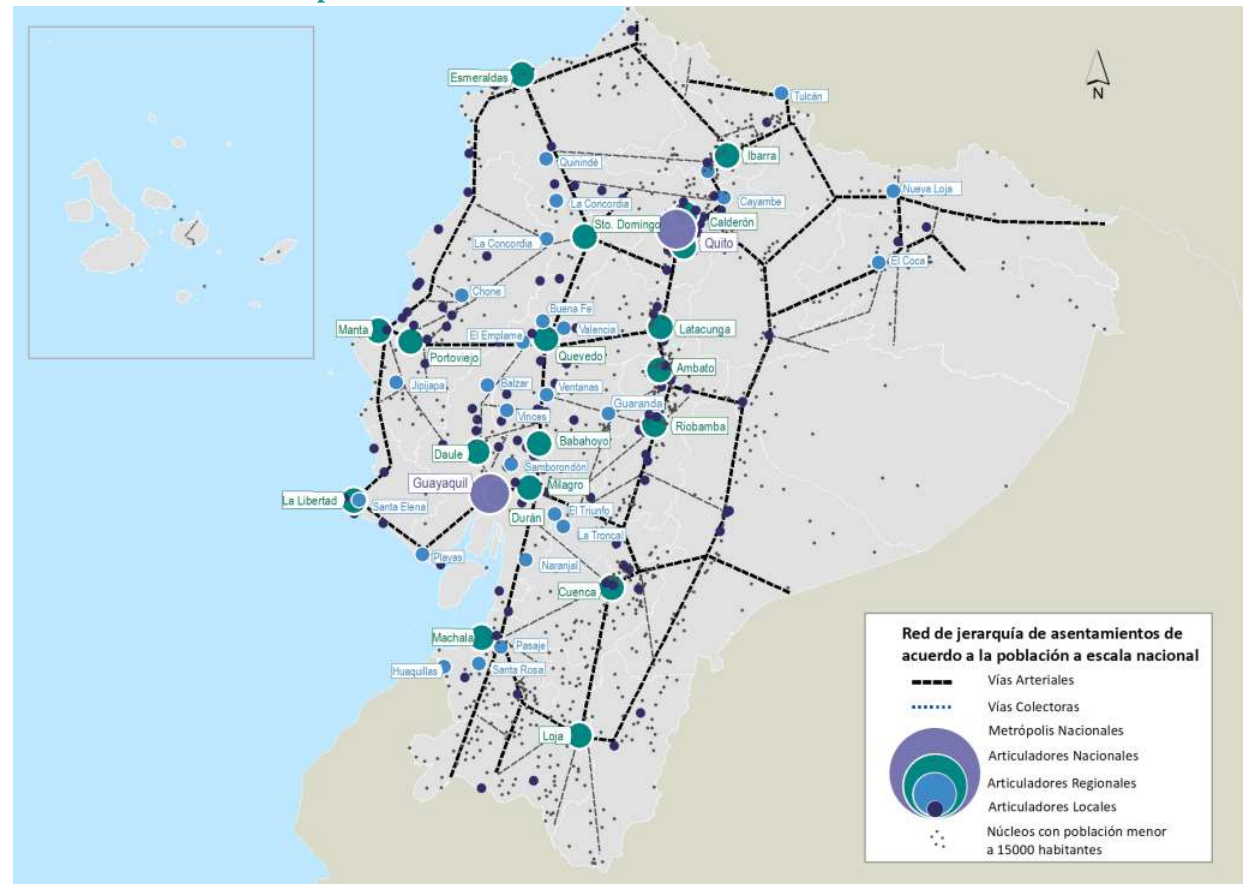 Esmeraldas
Tulcán
Ibarra
Quinindé
Nueva Loja
Cayambe
La Concordia
Sto. Domingo
Calderón
La Concordia
Quito
El Coca
Chone
Buena Fe
Manta
El Emplame
Valencia
Latacunga
Portoviejo
Quevedo
Ambato
Jipijapa
Balzar
Ventanas
Guaranda
Vinces
Riobamba
Daule
Babahoyo
Samborondón
Guayaquil
Milagro
La Libertad
Santa Elena
Durán
El Triunfo
La Troncal
Playas
Naranjal
Cuenca
Machala
Pasaje
Huaquillas
Santa Rosa
Loja
N
Red de jerarquía de asentamientos de
acuerdo a la población a escala nacional
Vías Arteriales
Vías Colectoras
Metrópolis Nacionales
Articuladores Nacionales
Articuladores Regionales
Articuladores Locales
Núcleos con población menor
a 15000 habitantes